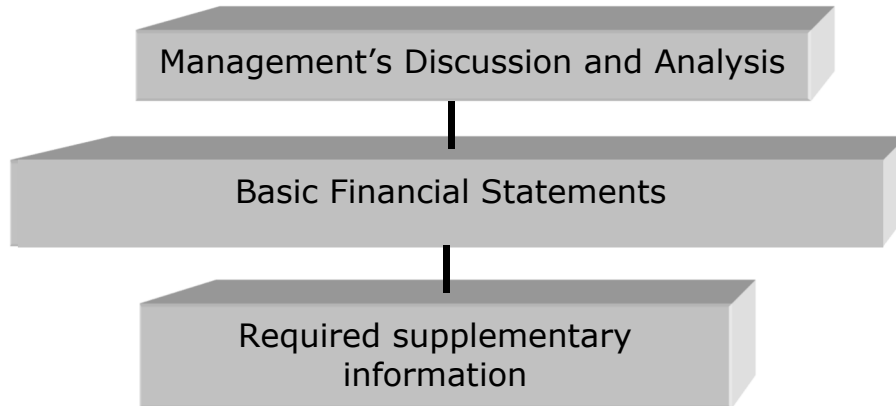 Management’s Discussion and Analysis
Basic Financial Statements
Required supplementary
information